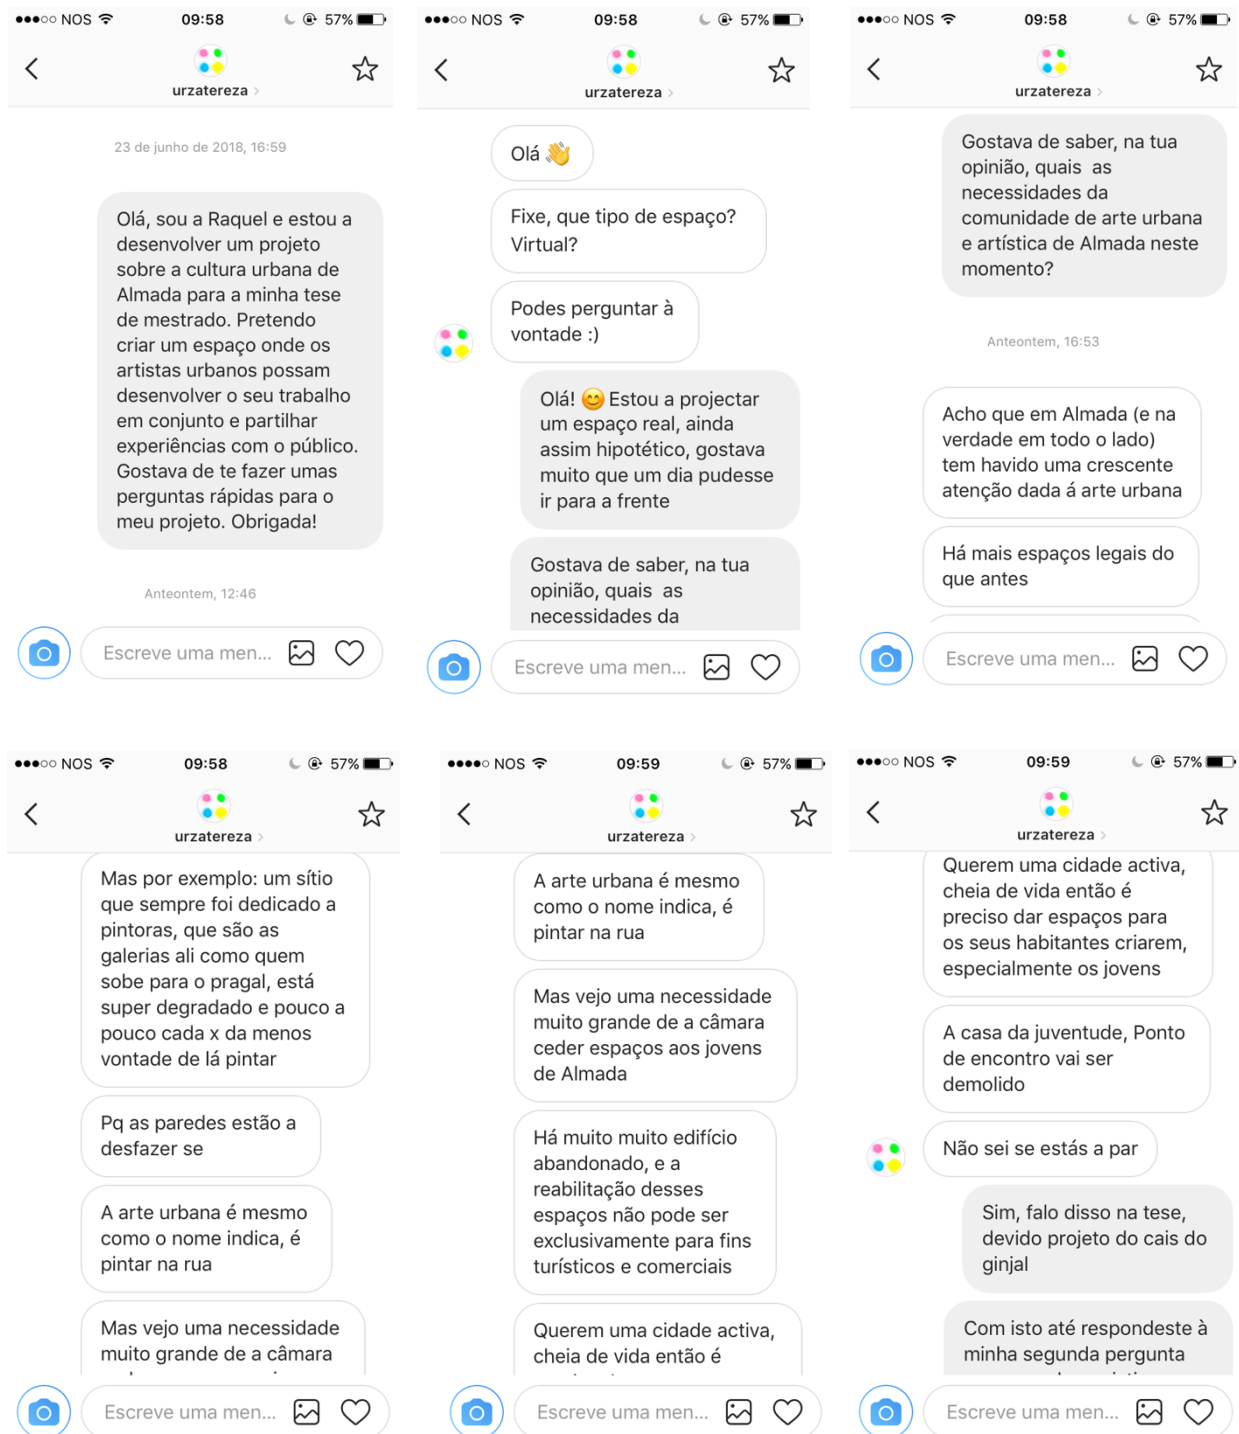 NOS 09:58 57%
urzatereza
23 de junho de 2018, 16:59
Olá, sou a Raquel e estou a
desenvolver um projeto
sobre a cultura urbana de
Almada para a minha tese
de mestrado. Pretendo
criar um espaço onde os
artistas urbanos possam
desenvolver o seu trabalho
em conjunto e partilhar
experiências com o público.
Gostava de te fazer umas
perguntas rápidas para o
meu projeto. Obrigada!
Anteontem, 12:46
Escreve uma men...
NOS 09:58 57%
urzatereza
Olá 👋
Fixe, que tipo de espaço?
Virtual?
Podes perguntar à
vontade :)
Olá! 😊 Estou a projectar
um espaço real, ainda
assim hipotético, gostava
muito que um dia pudesse
ir para a frente
Gostava de saber, na tua
opinião, quais as
necessidades da
Escreve uma men...
NOS 09:58 57%
urzatereza
Gostava de saber, na tua
opinião, quais as
necessidades da
comunidade de arte urbana
e artística de Almada neste
momento?
Anteontem, 16:53
Acho que em Almada (e na
verdade em todo o lado)
tem havido uma crescente
atenção dada á arte urbana
Há mais espaços legais do
que antes
Escreve uma men...
NOS 09:58 57%
urzatereza
Mas por exemplo: um sítio
que sempre foi dedicado a
pintoras, que são as
galerias ali como quem
sobe para o pragal, está
super degradado e pouco a
pouco cada x da menos
vontade de lá pintar
Pq as paredes estão a
desfazer se
A arte urbana é mesmo
como o nome indica, é
pintar na rua
Mas vejo uma necessidade
muito grande de a câmara
Escreve uma men...
NOS 09:59 57%
urzatereza
A arte urbana é mesmo
como o nome indica, é
pintar na rua
Mas vejo uma necessidade
muito grande de a câmara
ceder espaços aos jovens
de Almada
Há muito muito edifício
abandonado, e a
reabilitação desses
espaços não pode ser
exclusivamente para fins
turísticos e comerciais
Querem uma cidade activa,
cheia de vida então é
Escreve uma men...
NOS 09:59 57%
urzatereza
Querem uma cidade activa,
cheia de vida então é
preciso dar espaços para
os seus habitantes criarem,
especialmente os jovens
A casa da juventude, Ponto
de encontro vai ser
demolido
Não sei se estás a par
Sim, falo disso na tese,
devido projeto do cais do
ginjal
Com isto até respondeste à
minha segunda pergunta
Escreve uma men...